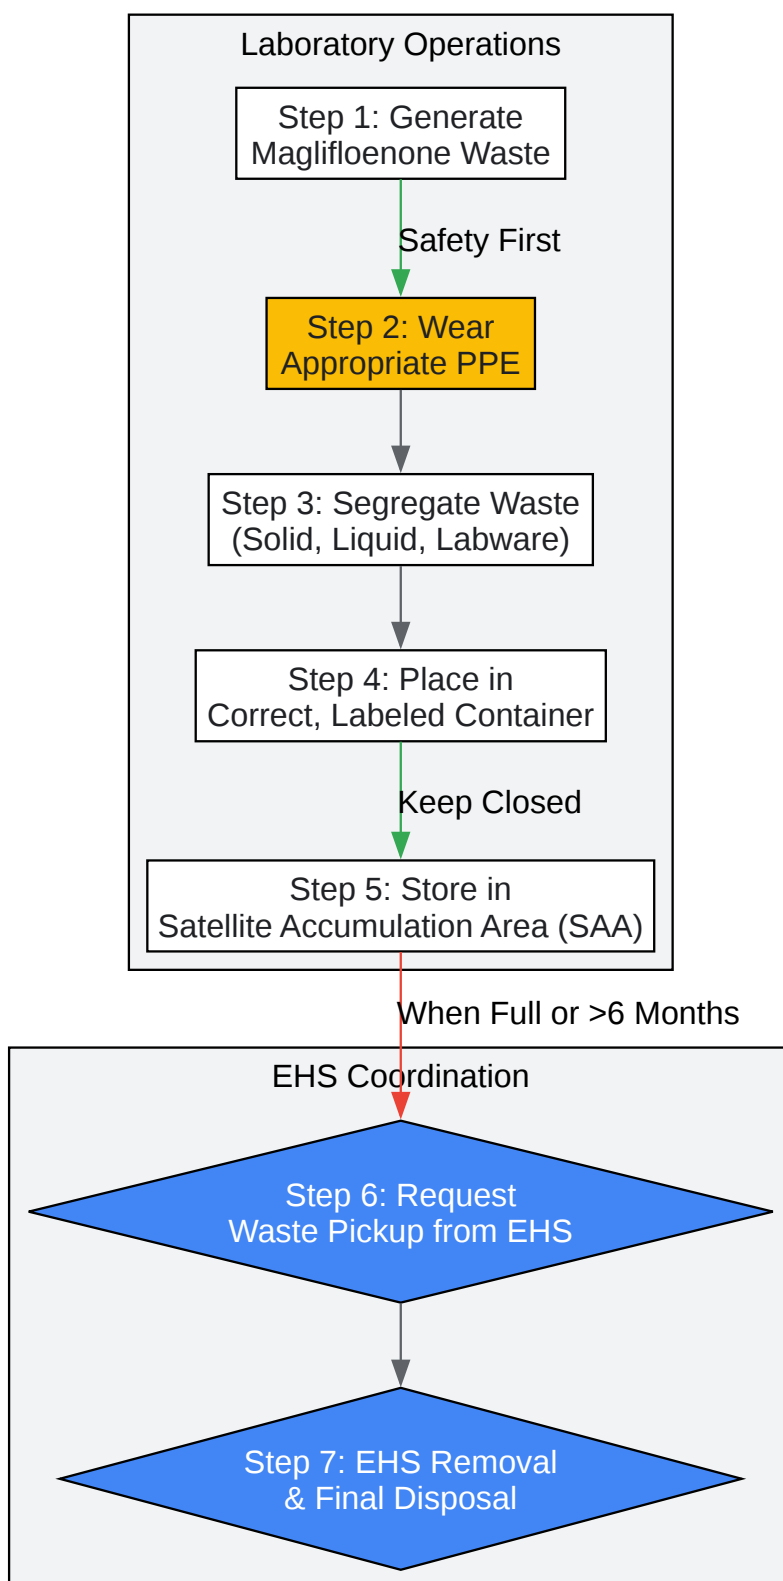 Laboratory Operations
Step 1: Generate
Maglifloenone Waste
Safety First
Step 2: Wear
Appropriate PPE
Step 3: Segregate Waste
(Solid, Liquid, Labware)
Step 4: Place in
Correct, Labeled Container
Keep Closed
Step 5: Store in
Satellite Accumulation Area (SAA)
When Full or >6 Months
EHS Coordination
Step 6: Request
Waste Pickup from EHS
Step 7: EHS Removal
& Final Disposal